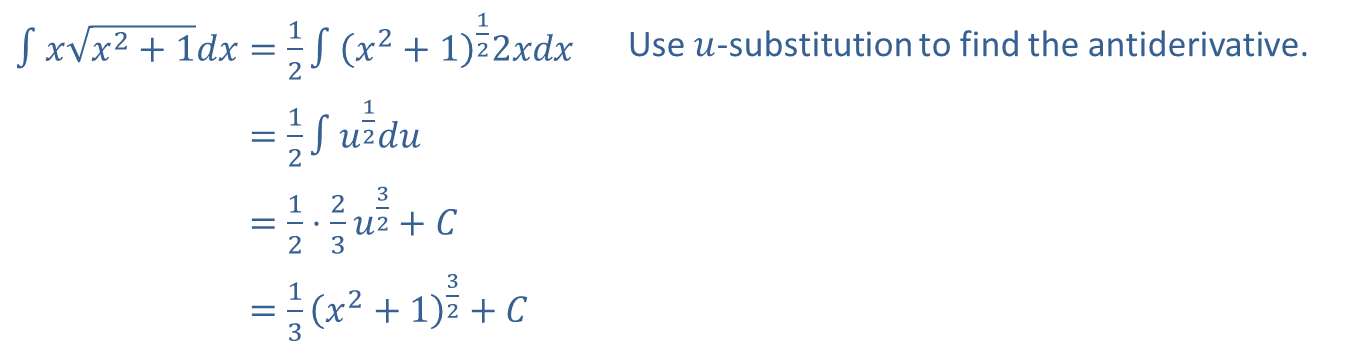 ∫ x√(x² + 1)dx = 1/2 ∫ (x² + 1)^(1/2) 2xdx Use u-substitution to find the antiderivative.
= 1/2 ∫ u^(1/2) du
= 1/2 · 2/3 u^(3/2) + C
= 1/3 (x² + 1)^(3/2) + C